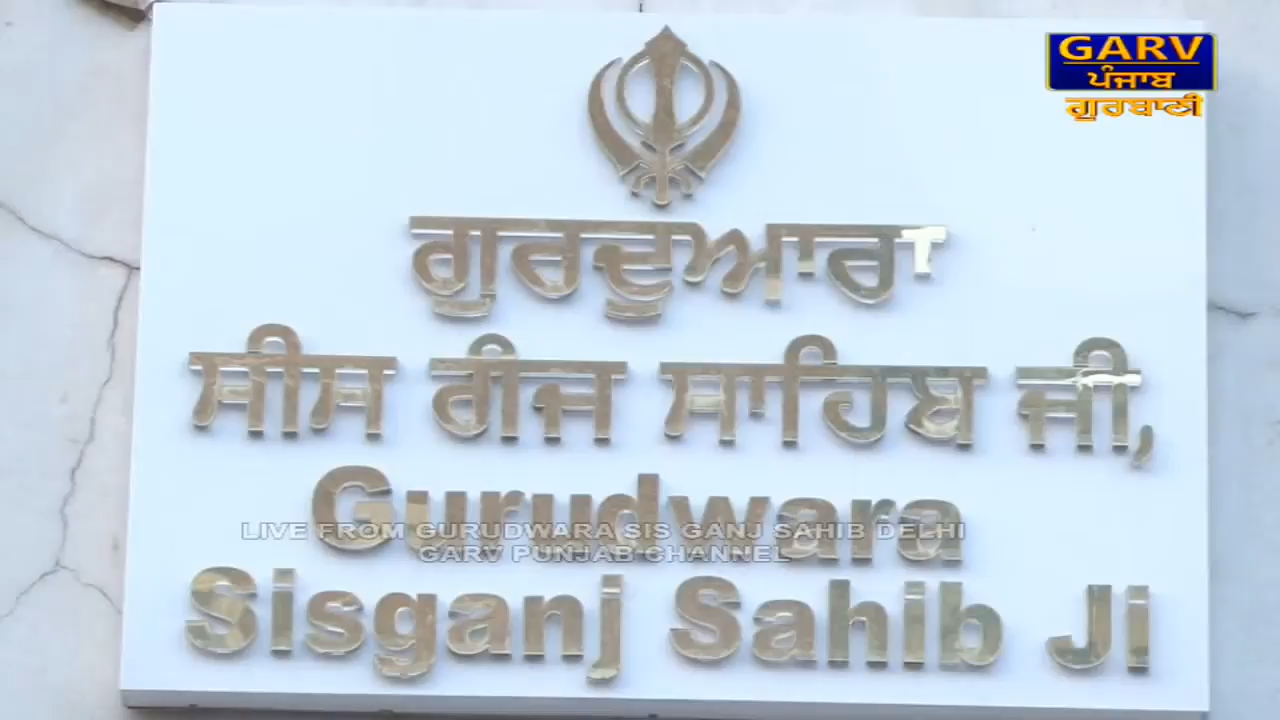 GARV
ਪੰਜਾਬ
ਗੁਰਬਾਣੀ
ਗੁਰਦੁਆਰਾ
ਸੀਸ ਗੰਜ ਸਾਹਿਬ ਜੀ,
Gurudwara
LIVE FROM GURUDWARA SIS GANJ SAHIB DELHI
GARV PUNJAB CHANNEL
Sisganj Sahib Ji